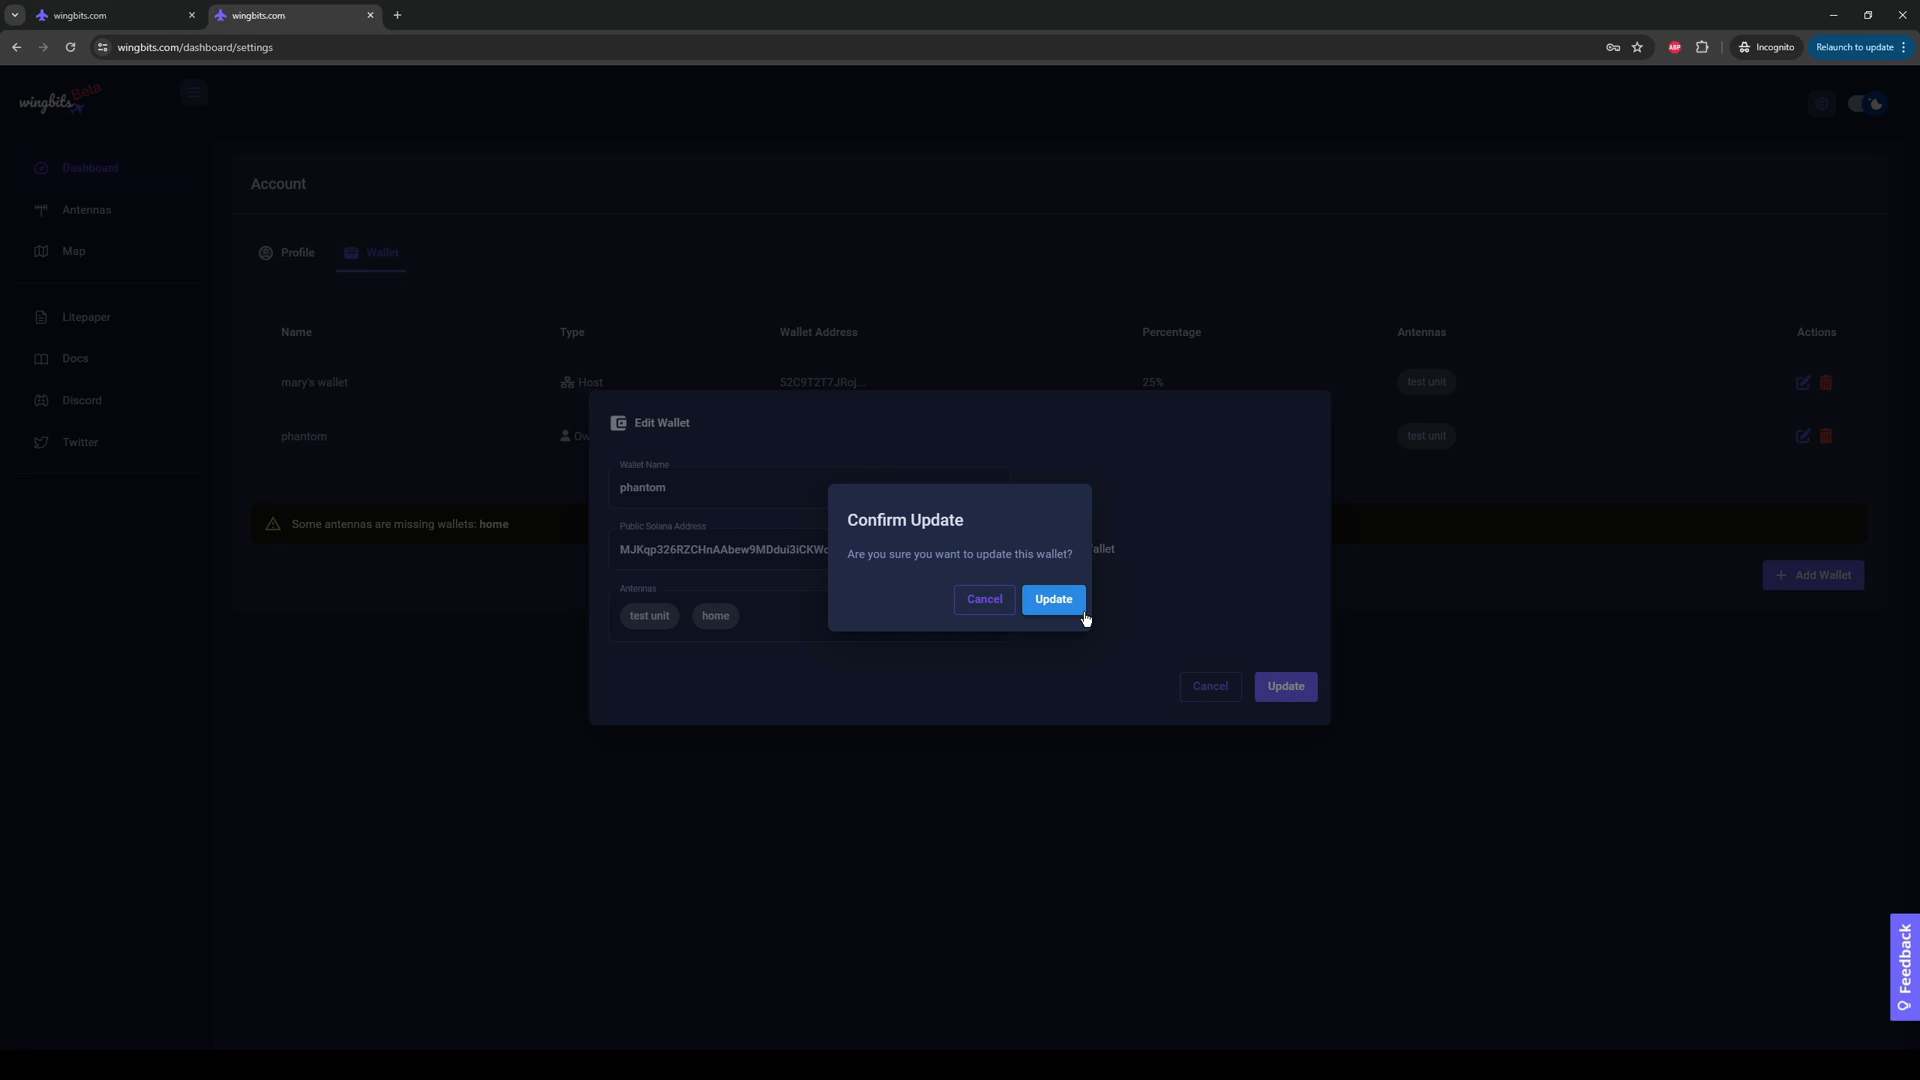 wingbits.com
wingbits.com
wingbits.com/dashboard/settings
ABP
Incognito
Relaunch to update
wingbits
Beta
Dashboard
Antennas
Map
Litepaper
Docs
Discord
Twitter
Account
Profile
Wallet
Name Type Wallet Address Percentage Antennas Actions
mary's wallet Host 52C9T2T7JRoj... 25% test unit
phantom Ow test unit
Some antennas are missing wallets: home
Add Wallet
Edit Wallet
Wallet Name
phantom
Public Solana Address
MJKqp326RZCHnAAbew9MDdui3iCKWc
allet
Antennas
test unit home
Cancel Update
Confirm Update
Are you sure you want to update this wallet?
Cancel Update
Feedback